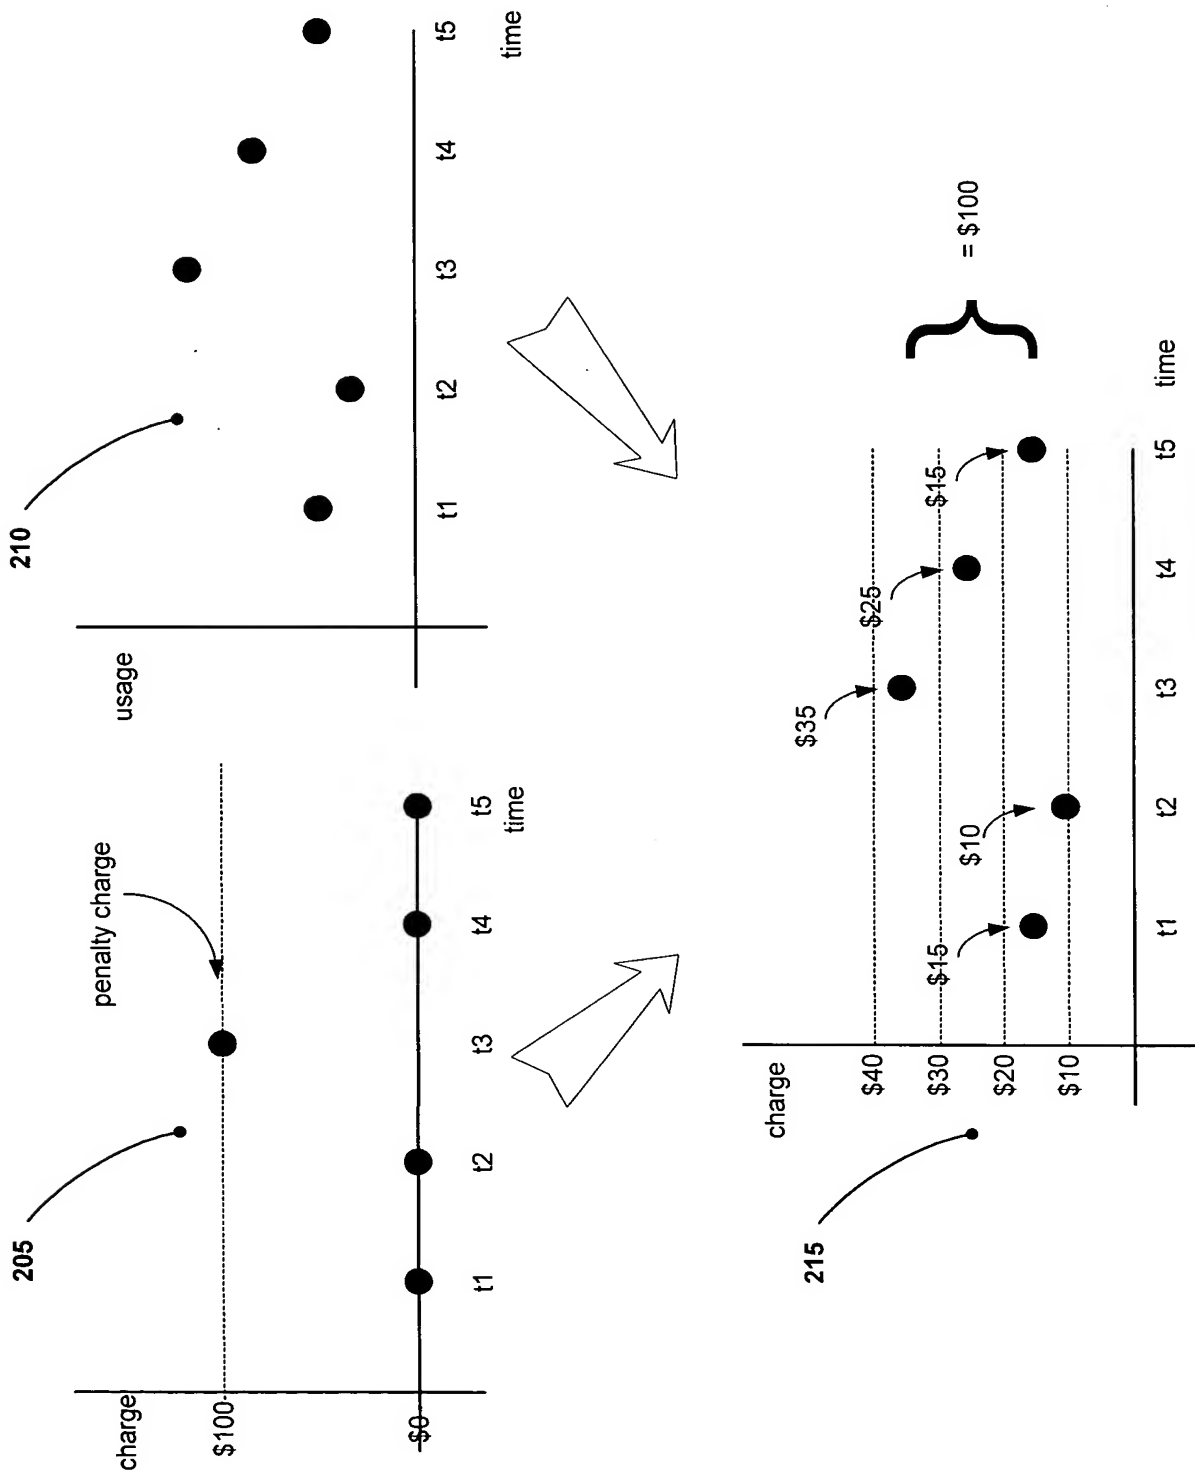 205
charge
$100
$0
penalty charge
t1
t2
t3
t4
t5
time
210
usage
t1
t2
t3
t4
t5
time
215
charge
$40
$30
$20
$10
$15
$10
$35
$25
$15
= $100
t1
t2
t3
t4
t5
time